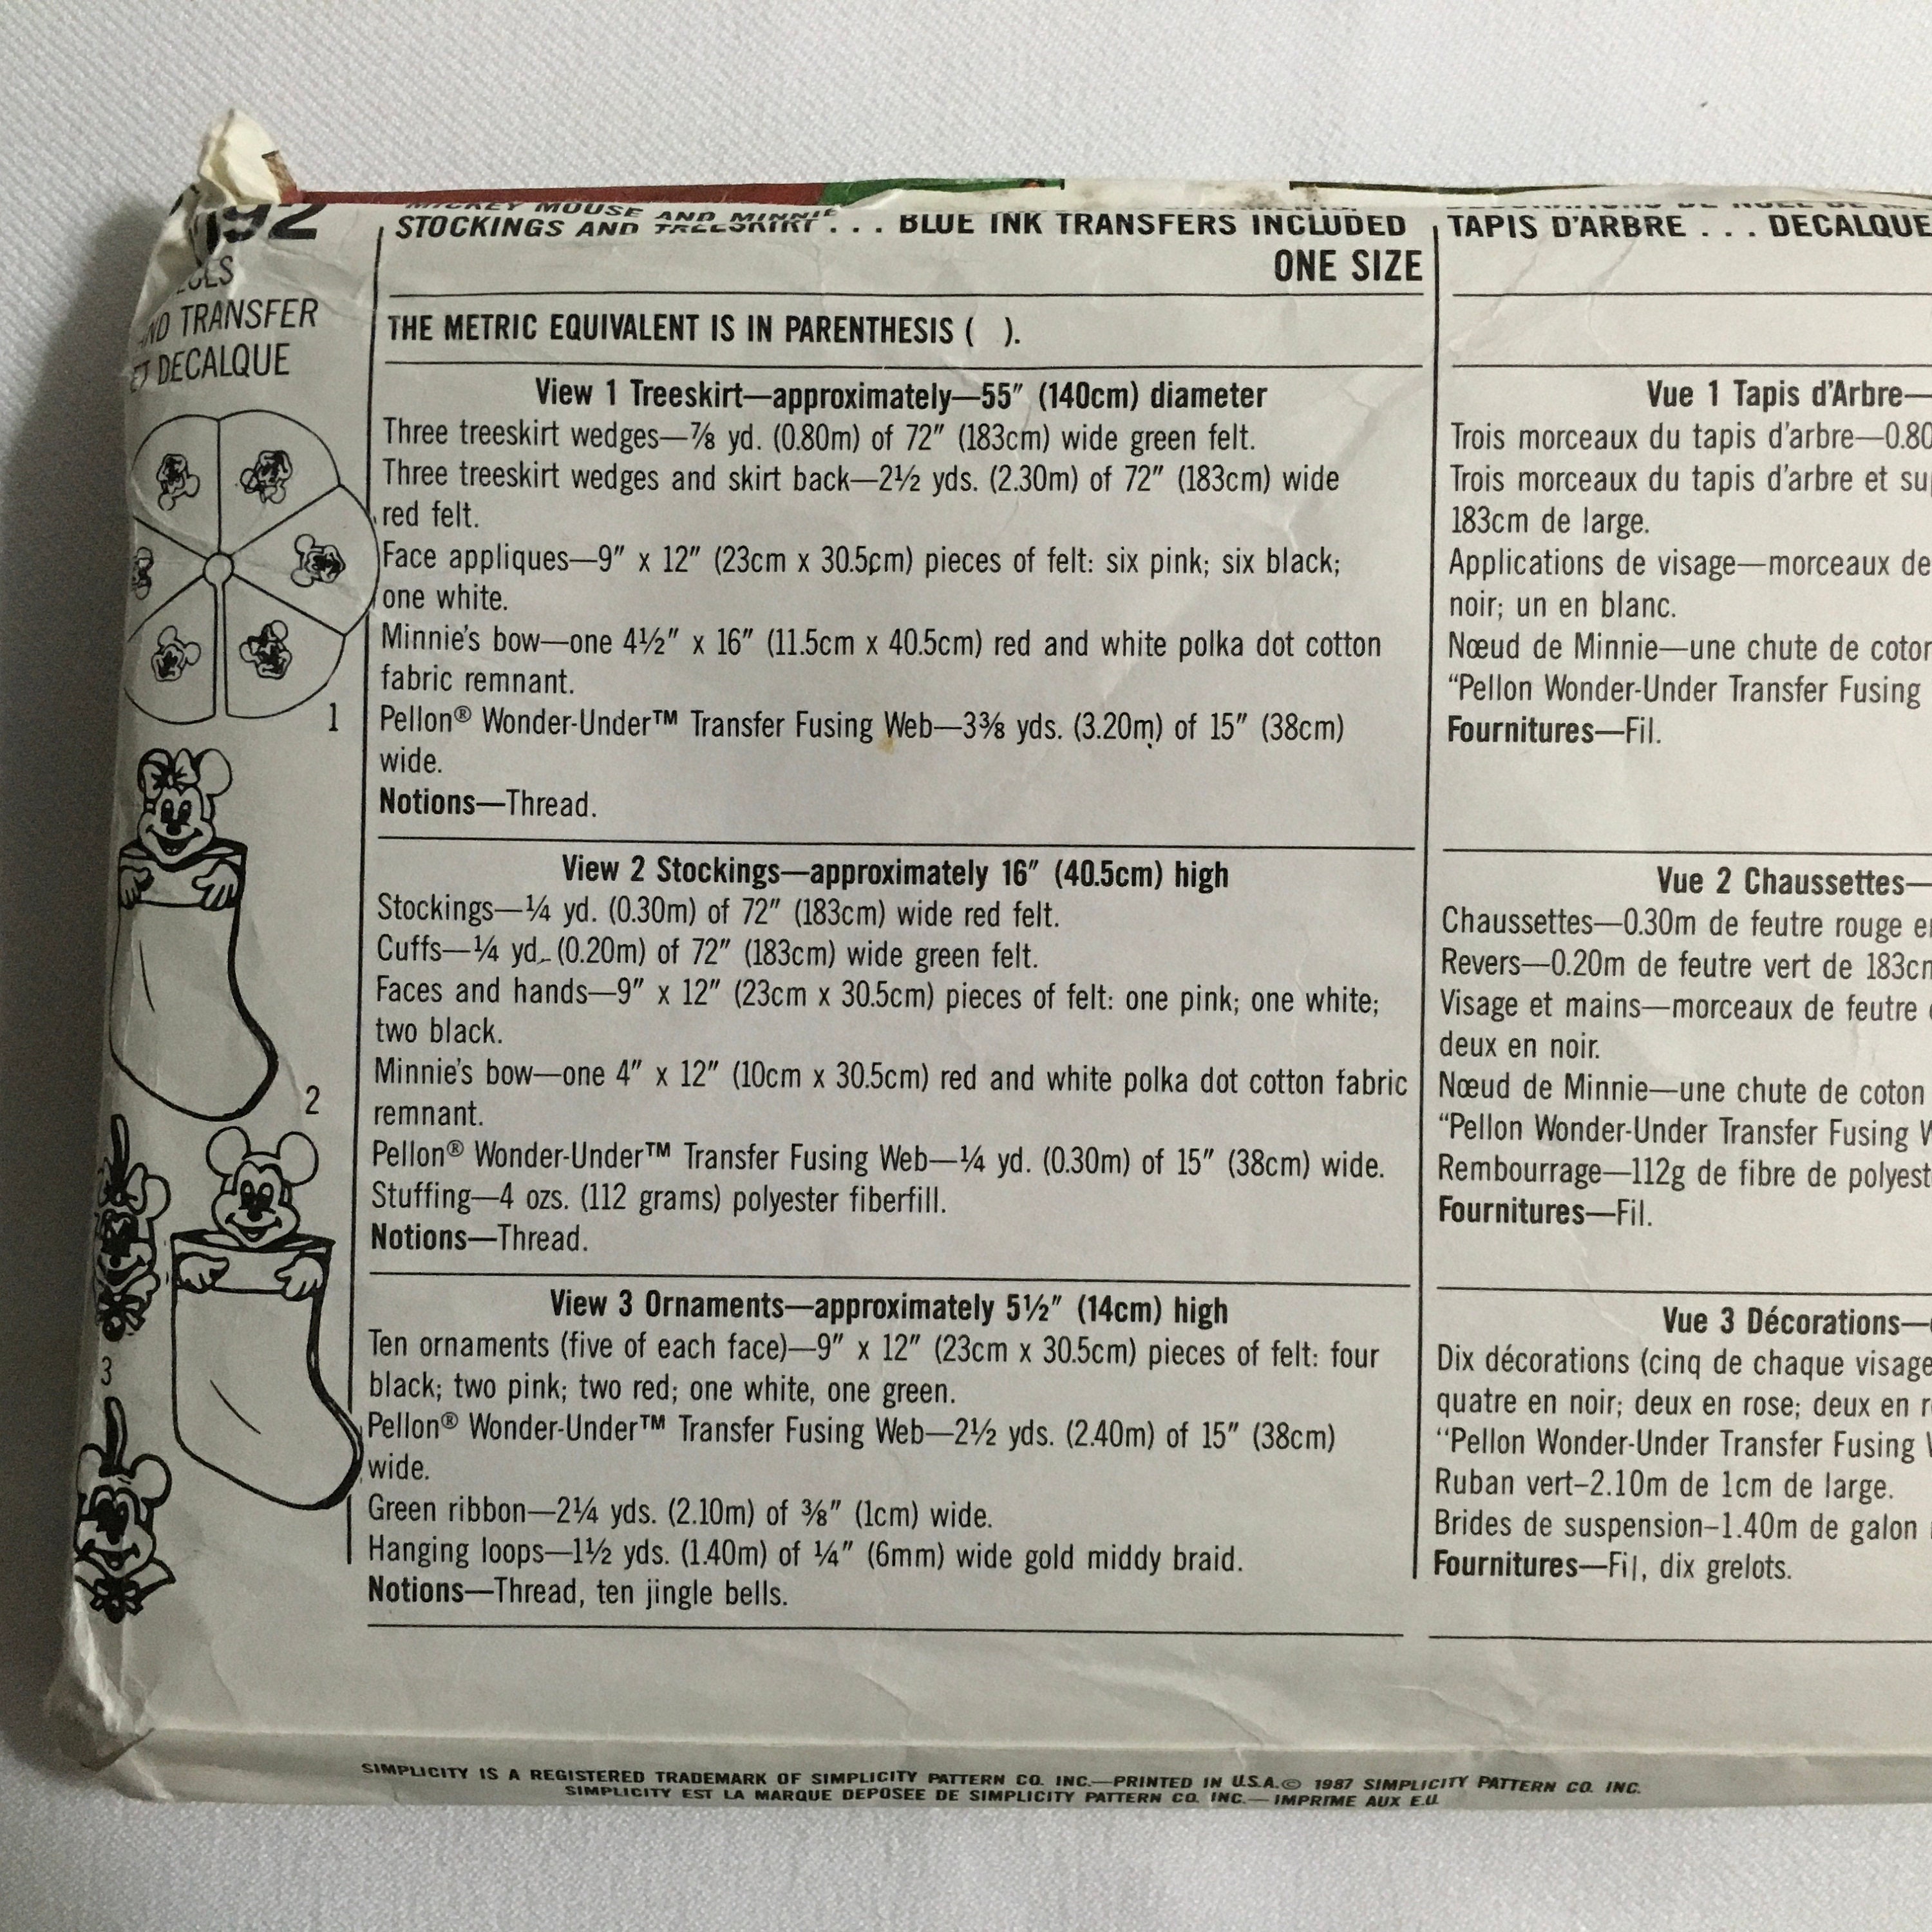 92
ND TRANSFER
ET DECALQUE
1
2
3
MICKEY MOUSE AND MINNIE
STOCKINGS AND TREESKIRT . . . BLUE INK TRANSFERS INCLUDED
ONE SIZE
THE METRIC EQUIVALENT IS IN PARENTHESIS ( ).
View 1 Treeskirt—approximately—55" (140cm) diameter
Three treeskirt wedges—⅞ yd. (0.80m) of 72" (183cm) wide green felt.
Three treeskirt wedges and skirt back—2½ yds. (2.30m) of 72" (183cm) wide
red felt.
Face appliques—9" x 12" (23cm x 30.5cm) pieces of felt: six pink; six black;
one white.
Minnie's bow—one 4½" x 16" (11.5cm x 40.5cm) red and white polka dot cotton
fabric remnant.
Pellon® Wonder-Under™ Transfer Fusing Web—3⅜ yds. (3.20m) of 15" (38cm)
wide.
Notions—Thread.
View 2 Stockings—approximately 16" (40.5cm) high
Stockings—¼ yd. (0.30m) of 72" (183cm) wide red felt.
Cuffs—¼ yd. (0.20m) of 72" (183cm) wide green felt.
Faces and hands—9" x 12" (23cm x 30.5cm) pieces of felt: one pink; one white;
two black.
Minnie's bow—one 4" x 12" (10cm x 30.5cm) red and white polka dot cotton fabric
remnant.
Pellon® Wonder-Under™ Transfer Fusing Web—¼ yd. (0.30m) of 15" (38cm) wide.
Stuffing—4 ozs. (112 grams) polyester fiberfill.
Notions—Thread.
View 3 Ornaments—approximately 5½" (14cm) high
Ten ornaments (five of each face)—9" x 12" (23cm x 30.5cm) pieces of felt: four
black; two pink; two red; one white, one green.
Pellon® Wonder-Under™ Transfer Fusing Web—2½ yds. (2.40m) of 15" (38cm)
wide.
Green ribbon—2¼ yds. (2.10m) of ⅜" (1cm) wide.
Hanging loops—1½ yds. (1.40m) of ¼" (6mm) wide gold middy braid.
Notions—Thread, ten jingle bells.
TAPIS D'ARBRE . . . DECALQUE
Vue 1 Tapis d'Arbre—
Trois morceaux du tapis d'arbre—0.80
Trois morceaux du tapis d'arbre et su
183cm de large.
Applications de visage—morceaux de
noir; un en blanc.
Nœud de Minnie—une chute de coton
"Pellon Wonder-Under Transfer Fusing
Fournitures—Fil.
Vue 2 Chaussettes—
Chaussettes—0.30m de feutre rouge e
Revers—0.20m de feutre vert de 183cm
Visage et mains—morceaux de feutre
deux en noir.
Nœud de Minnie—une chute de coton
"Pellon Wonder-Under Transfer Fusing W
Rembourrage—112g de fibre de polyest
Fournitures—Fil.
Vue 3 Décorations—
Dix décorations (cinq de chaque visage
quatre en noir; deux en rose; deux en r
"Pellon Wonder-Under Transfer Fusing
Ruban vert–2.10m de 1cm de large.
Brides de suspension–1.40m de galon
Fournitures—Fil, dix grelots.
SIMPLICITY IS A REGISTERED TRADEMARK OF SIMPLICITY PATTERN CO. INC.—PRINTED IN U.S.A.© 1987 SIMPLICITY PATTERN CO. INC.
SIMPLICITY EST LA MARQUE DEPOSEE DE SIMPLICITY PATTERN CO. INC.—IMPRIME AUX E.U.